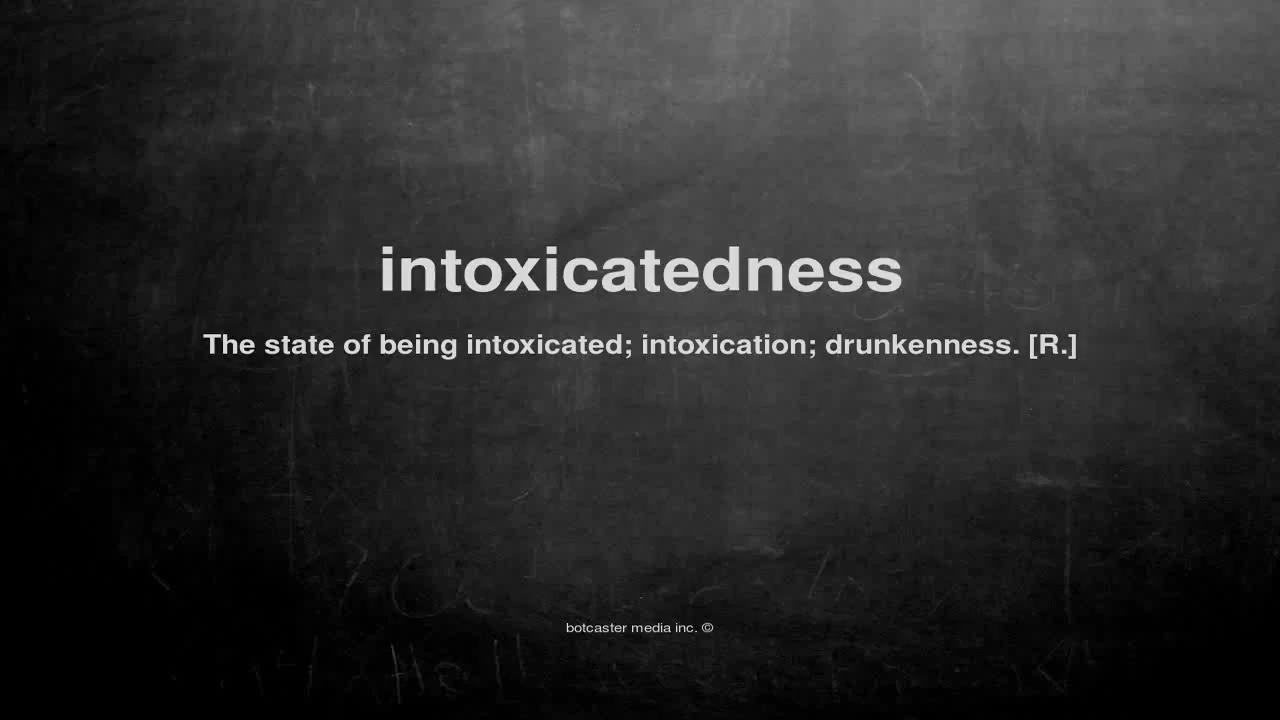 intoxicatedness
The state of being intoxicated; intoxication; drunkenness. [R.]
botcaster media inc. ©